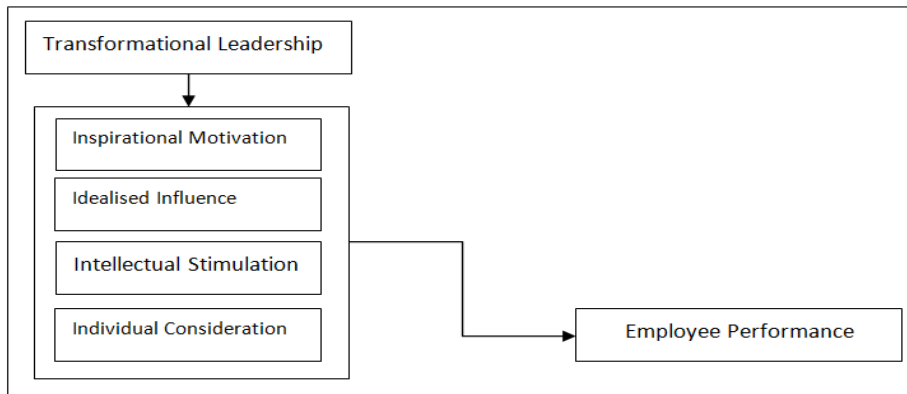 Transformational Leadership
Inspirational Motivation
Idealised Influence
Intellectual Stimulation
Individual Consideration
Employee Performance